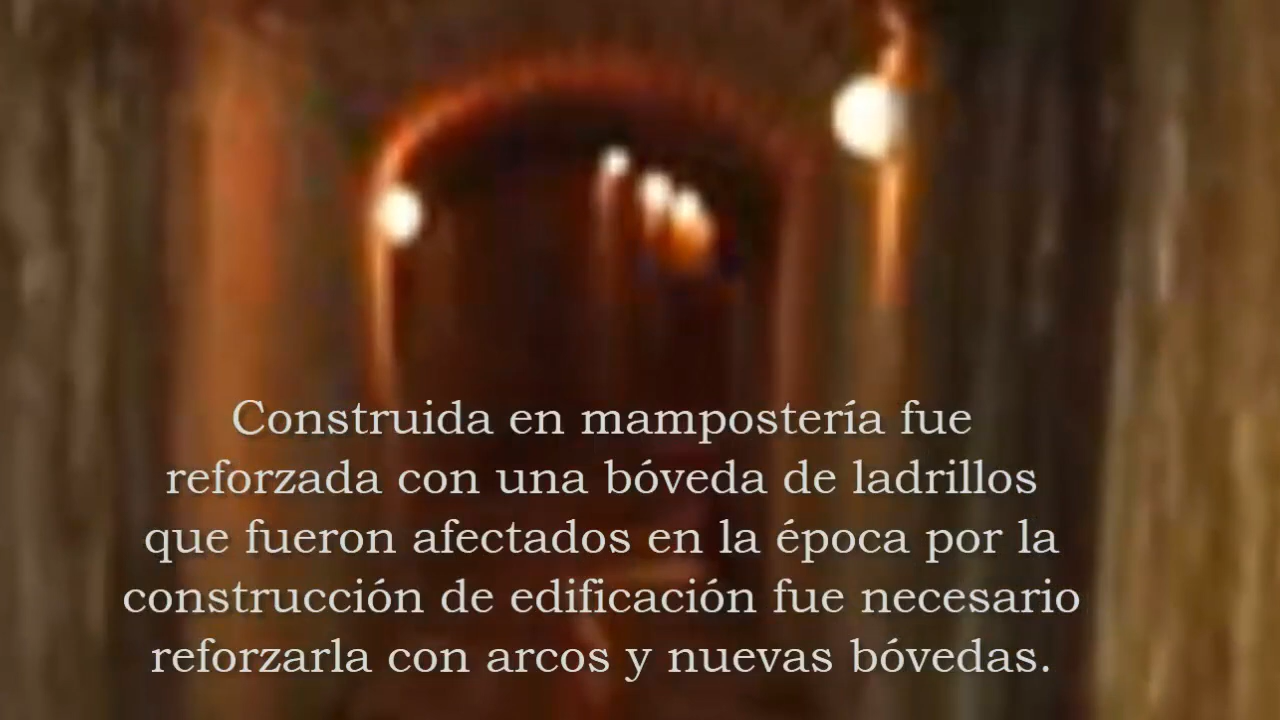 Construida en mampostería fue
reforzada con una bóveda de ladrillos
que fueron afectados en la época por la
construcción de edificación fue necesario
reforzarla con arcos y nuevas bóvedas.